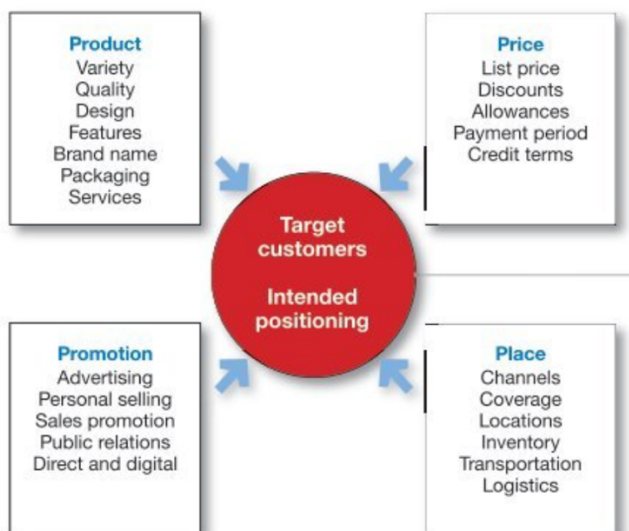 Product
Variety
Quality
Design
Features
Brand name
Packaging
Services
Price
List price
Discounts
Allowances
Payment period
Credit terms
Target
customers
Intended
positioning
Promotion
Advertising
Personal selling
Sales promotion
Public relations
Direct and digital
Place
Channels
Coverage
Locations
Inventory
Transportation
Logistics